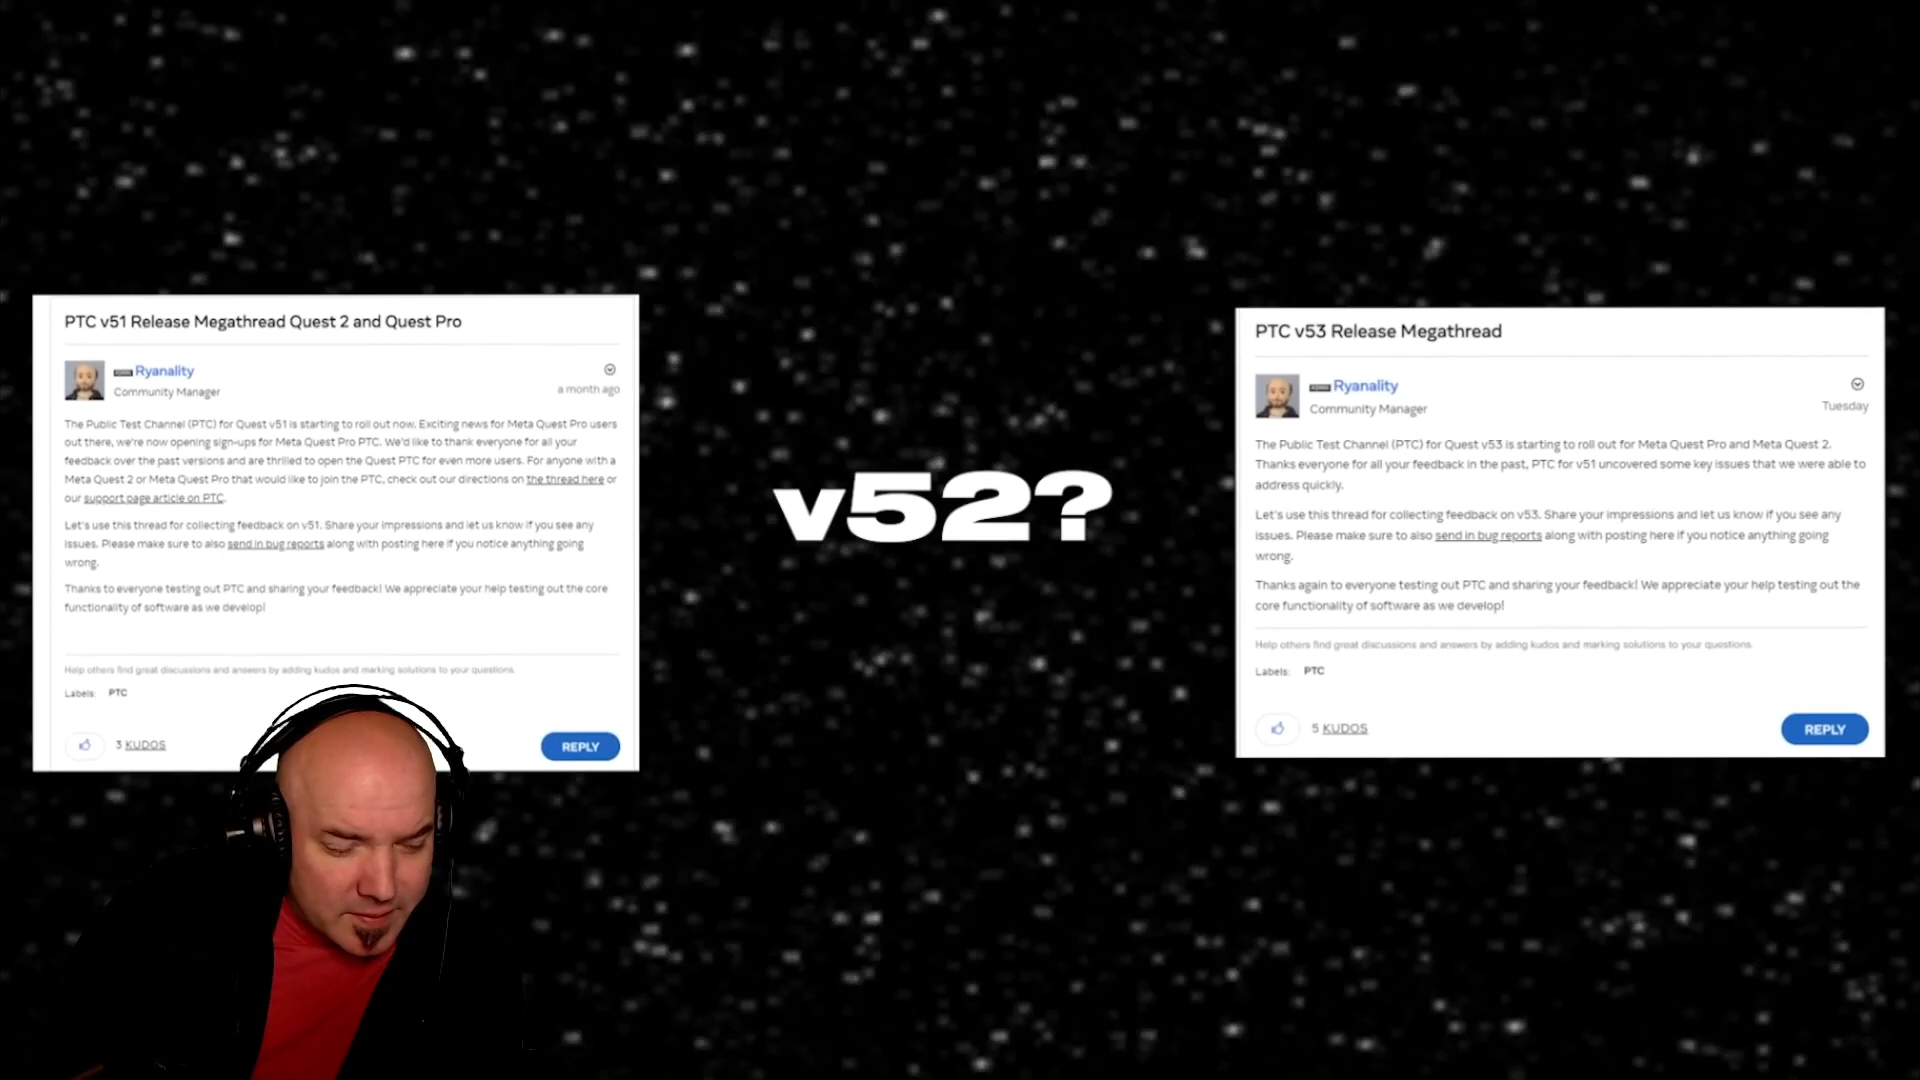 PTC v51 Release Megathread Quest 2 and Quest Pro
Ryanality
Community Manager
a month ago
The Public Test Channel (PTC) for Quest v51 is starting to roll out now. Exciting news for Meta Quest Pro users
out there, we're now opening sign-ups for Meta Quest Pro PTC. We'd like to thank everyone for all your
feedback over the past versions and are thrilled to open the Quest PTC for even more users. For anyone with a
Meta Quest 2 or Meta Quest Pro that would like to join the PTC, check out our directions on the thread here or
our support page article on PTC.
Let's use this thread for collecting feedback on v51. Share your impressions and let us know if you see any
issues. Please make sure to also send in bug reports along with posting here if you notice anything going
wrong.
Thanks to everyone testing out PTC and sharing your feedback! We appreciate your help testing out the core
functionality of software as we develop!
Help others find great discussions and answers by adding kudos and marking solutions to your questions.
Labels: PTC
3 KUDOS
REPLY
v52?
PTC v53 Release Megathread
Ryanality
Community Manager
Tuesday
The Public Test Channel (PTC) for Quest v53 is starting to roll out for Meta Quest Pro and Meta Quest 2.
Thanks everyone for all your feedback in the past, PTC for v51 uncovered some key issues that we were able to
address quickly.
Let's use this thread for collecting feedback on v53. Share your impressions and let us know if you see any
issues. Please make sure to also send in bug reports along with posting here if you notice anything going
wrong.
Thanks again to everyone testing out PTC and sharing your feedback! We appreciate your help testing out the
core functionality of software as we develop!
Help others find great discussions and answers by adding kudos and marking solutions to your questions.
Labels: PTC
5 KUDOS
REPLY